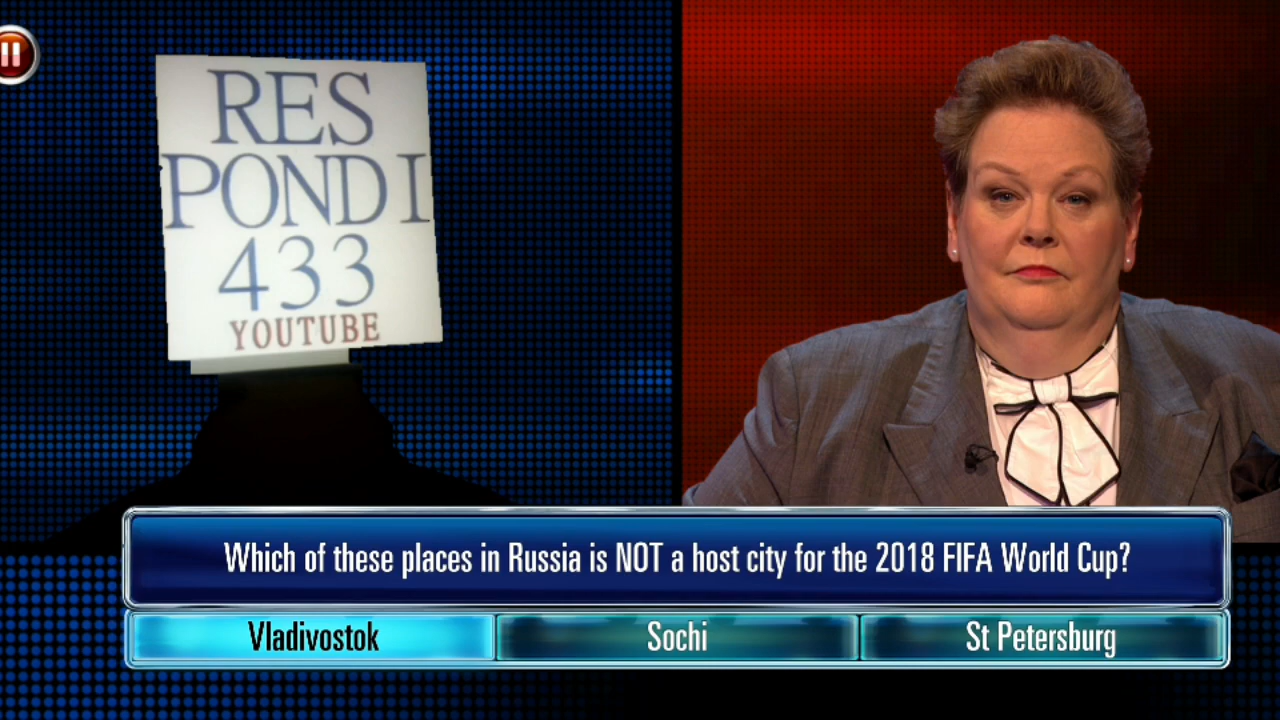 RES
POND I
433
YOUTUBE
Which of these places in Russia is NOT a host city for the 2018 FIFA World Cup?
Vladivostok
Sochi
St Petersburg